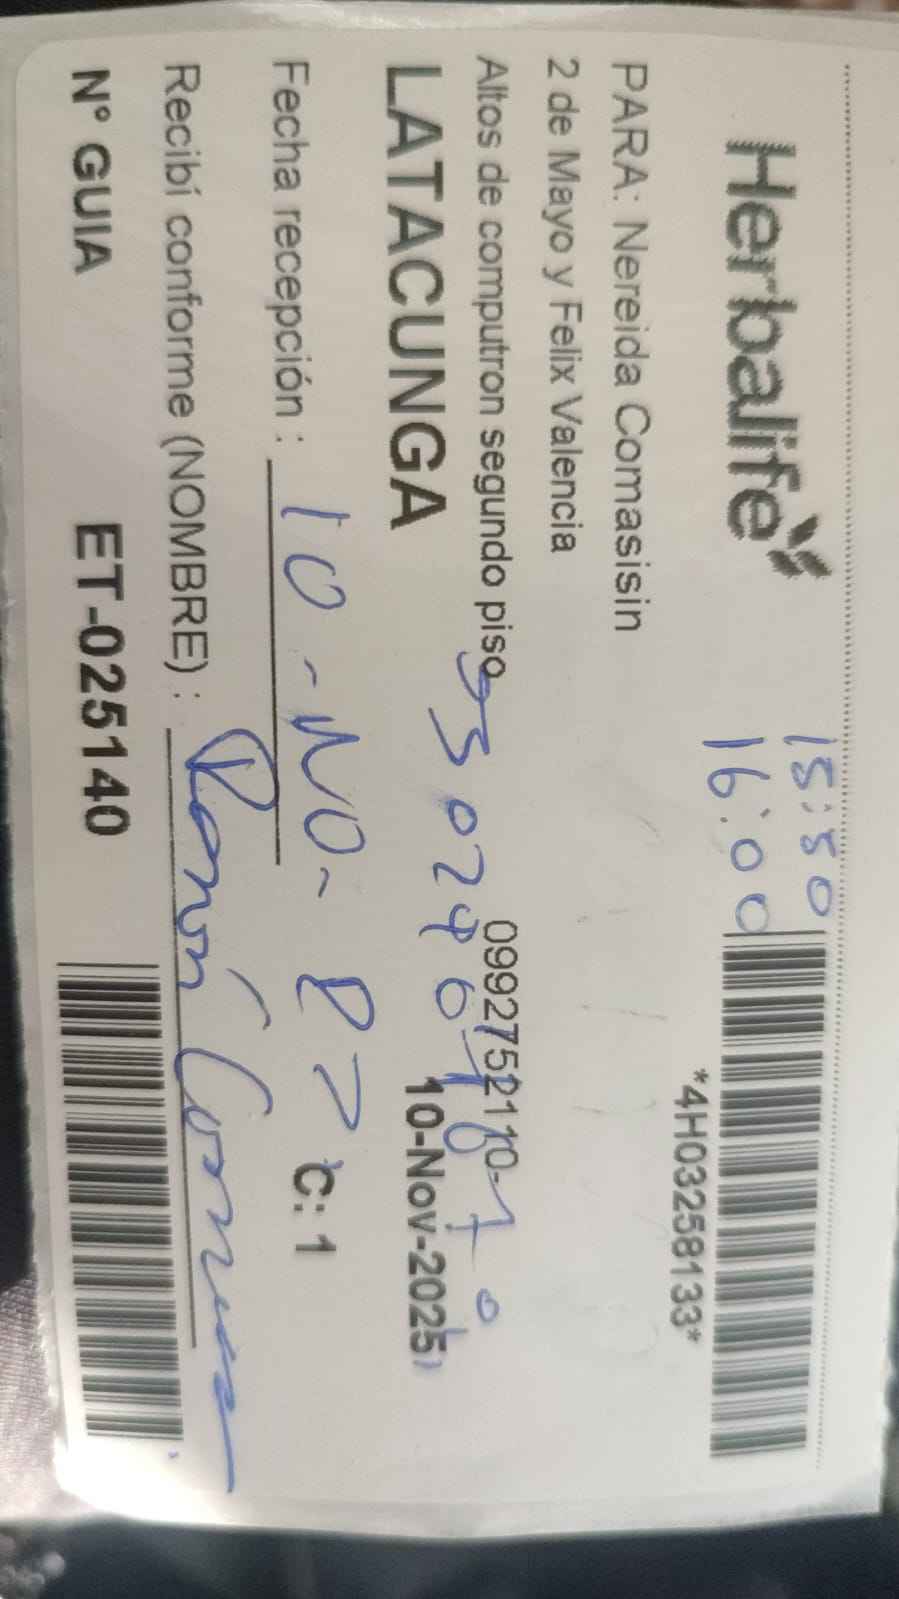 Herbalife
15:50
16:00
*4H03258133*
PARA: Nereida Comasisin
2 de Mayo y Felix Valencia
Altos de computron segundo piso
0992752110-
LATACUNGA
10-Nov-2025
Fecha recepción :
10 - NO -
C: 1
Recibí conforme (NOMBRE) :
Ramón
Nº GUIA
ET-025140